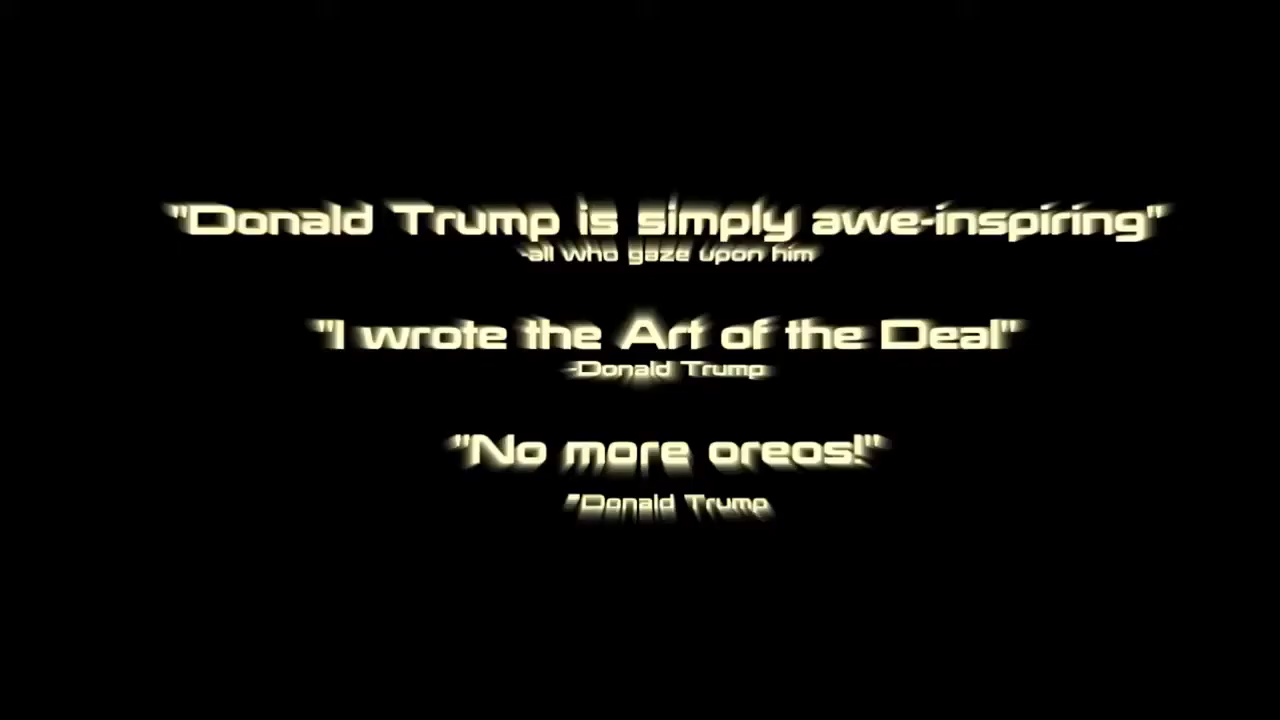 "Donald Trump is simply awe-inspiring"
-all who gaze upon him
"I wrote the Art of the Deal"
-Donald Trump
"No more oreos!"
"Donald Trump